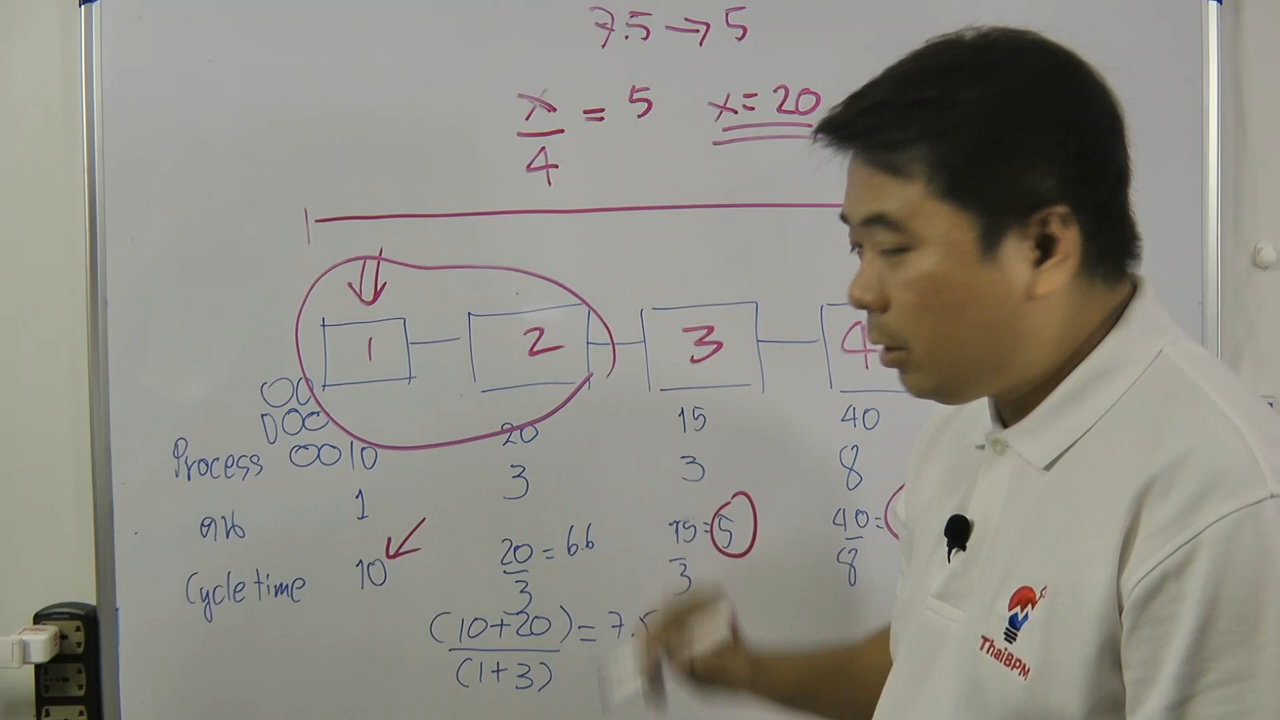 7.5 → 5
x/4 = 5 x = 20
1 2 3 4
Process 10 20 15 40
คน 1 3 3 8
Cycle time 10 20/3 = 6.6 15/3 = 5 40/8 =
(10+20)/(1+3) = 7.5
ThaiBPM